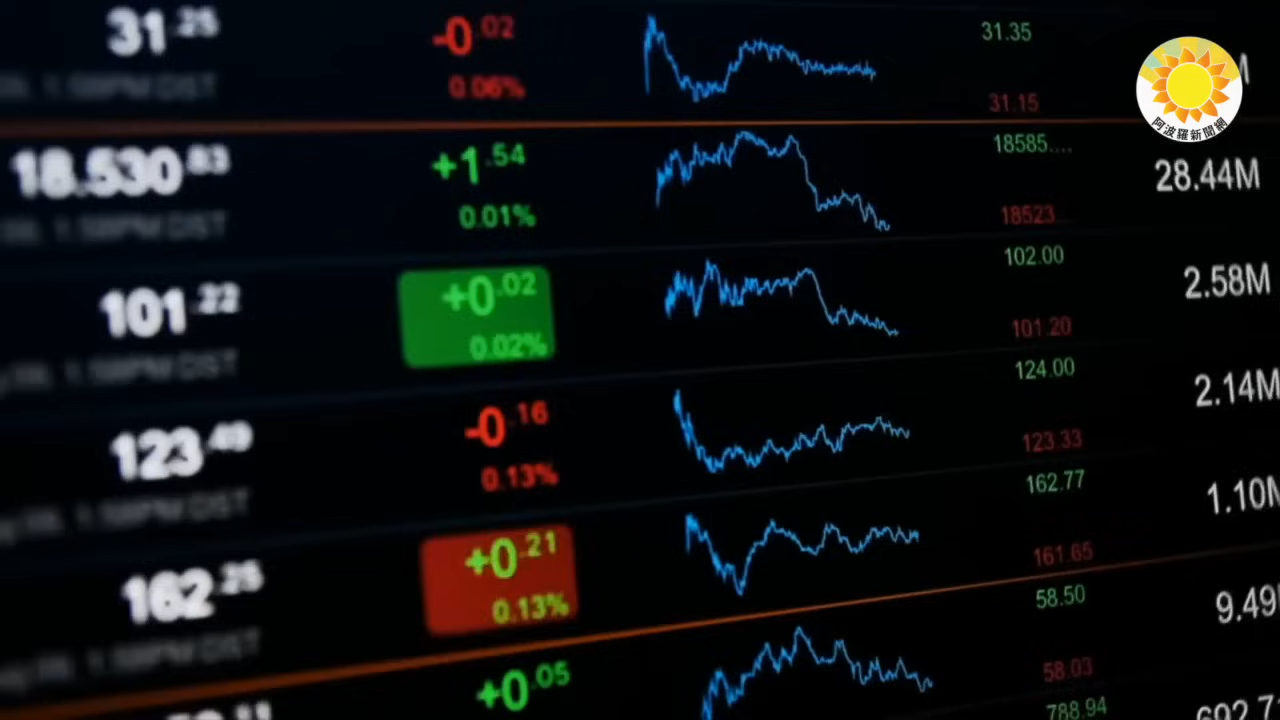 31.25 -0.02 31.35
0.06% 31.15
阿波羅新聞網
18.530 83 +1.54 18585.... 28.44M
0.01% 18523...
101.22 +0.02 102.00 2.58M
0.02% 101.20
123.49 -0.16 124.00 2.14M
0.13% 123.33
162.25 +0.21 162.77 1.10M
0.13% 161.65
+0.05 58.50 9.49
58.03
788.94